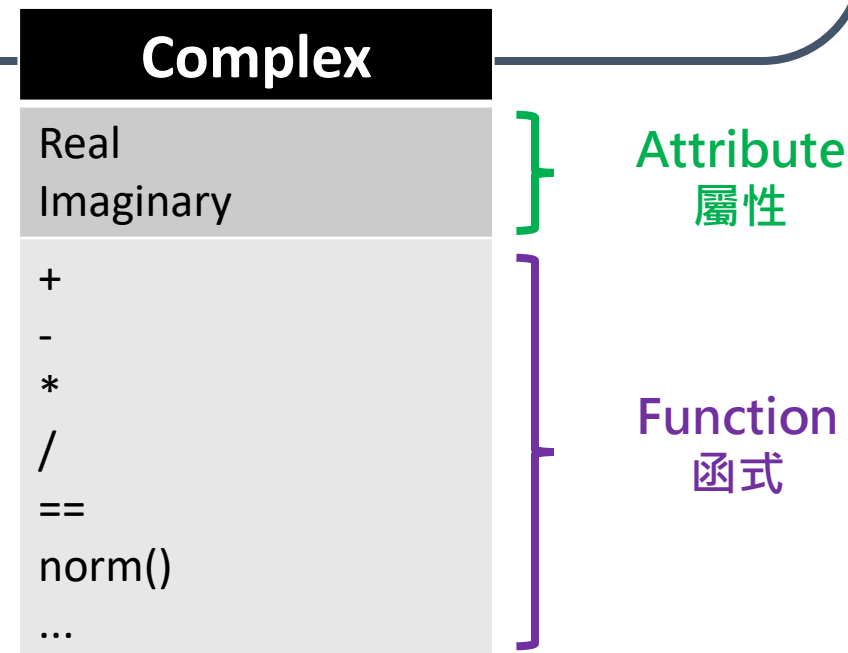 Complex
Real
Imaginary
Attribute
屬性
+
-
*
/
==
norm()
...
Function
函式